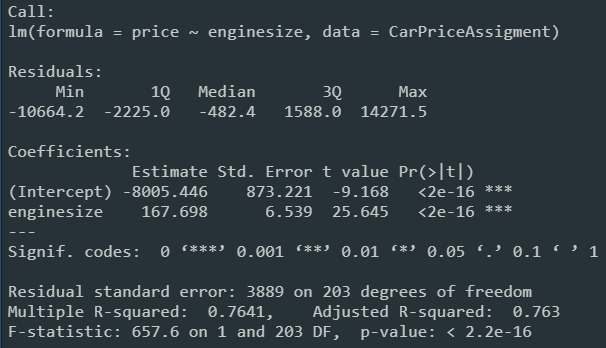 Call:
lm(formula = price ~ enginesize, data = CarPriceAssigment)
Residuals:
Min 1Q Median 3Q Max
-10664.2 -2225.0 -482.4 1588.0 14271.5
Coefficients:
Estimate Std. Error t value Pr(>|t|)
(Intercept) -8005.446 873.221 -9.168 <2e-16 ***
enginesize 167.698 6.539 25.645 <2e-16 ***
---
Signif. codes: 0 ‘***’ 0.001 ‘**’ 0.01 ‘*’ 0.05 ‘.’ 0.1 ‘ ’ 1
Residual standard error: 3889 on 203 degrees of freedom
Multiple R-squared: 0.7641, Adjusted R-squared: 0.763
F-statistic: 657.6 on 1 and 203 DF, p-value: < 2.2e-16